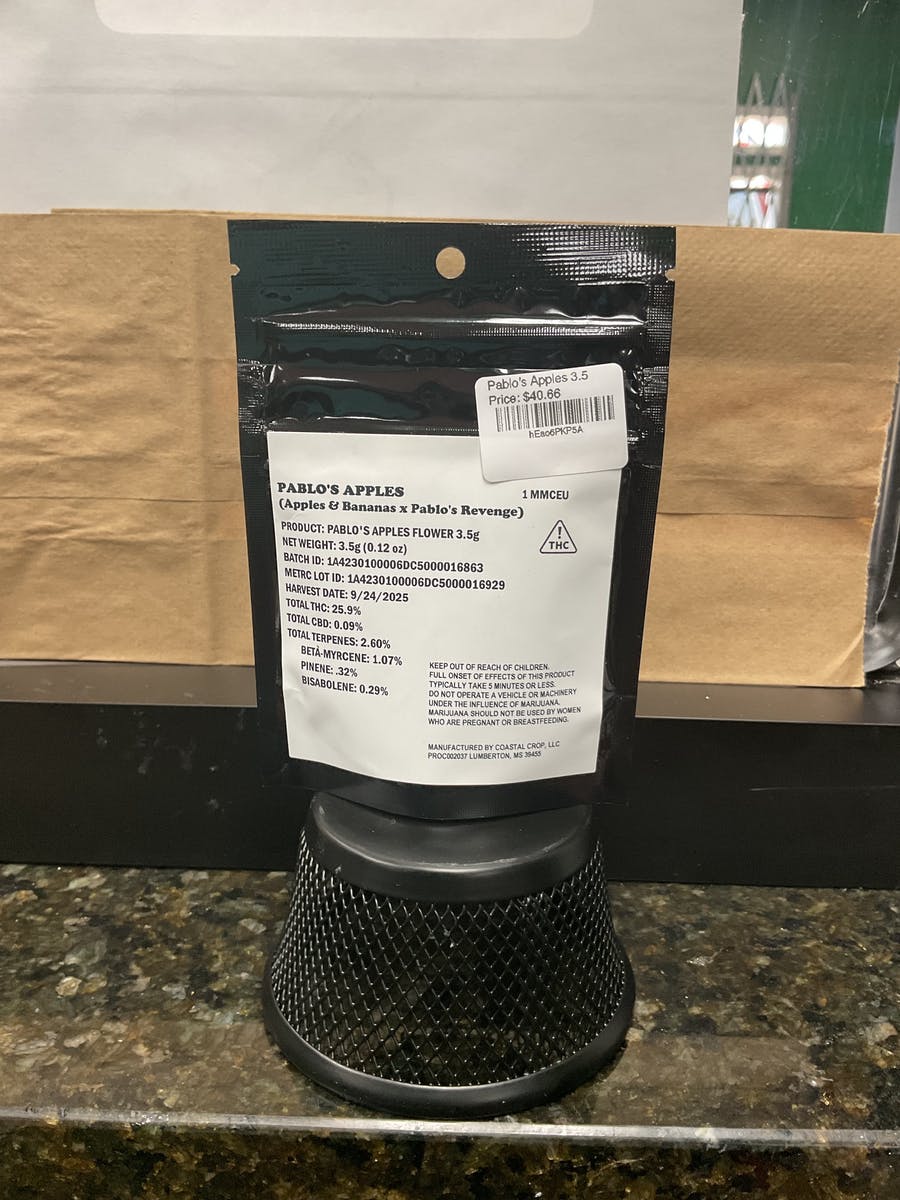 Pablo's Apples 3.5
Price: $40.66
hEao6PKP5A
PABLO'S APPLES
1 MMCEU
(Apples & Bananas x Pablo's Revenge)
PRODUCT: PABLO'S APPLES FLOWER 3.5g
NET WEIGHT: 3.5g (0.12 oz)
BATCH ID: 1A4230100006DC5000016863
METRC LOT ID: 1A4230100006DC5000016929
HARVEST DATE: 9/24/2025
TOTAL THC: 25.9%
TOTAL CBD: 0.09%
TOTAL TERPENES: 2.60%
BETA-MYRCENE: 1.07%
PINENE: .32%
BISABOLENE: 0.29%
!
THC
KEEP OUT OF REACH OF CHILDREN.
FULL ONSET OF EFFECTS OF THIS PRODUCT
TYPICALLY TAKE 5 MINUTES OR LESS.
DO NOT OPERATE A VEHICLE OR MACHINERY
UNDER THE INFLUENCE OF MARIJUANA.
MARIJUANA SHOULD NOT BE USED BY WOMEN
WHO ARE PREGNANT OR BREASTFEEDING.
MANUFACTURED BY COASTAL CROP, LLC
PROC002037 LUMBERTON, MS 39455